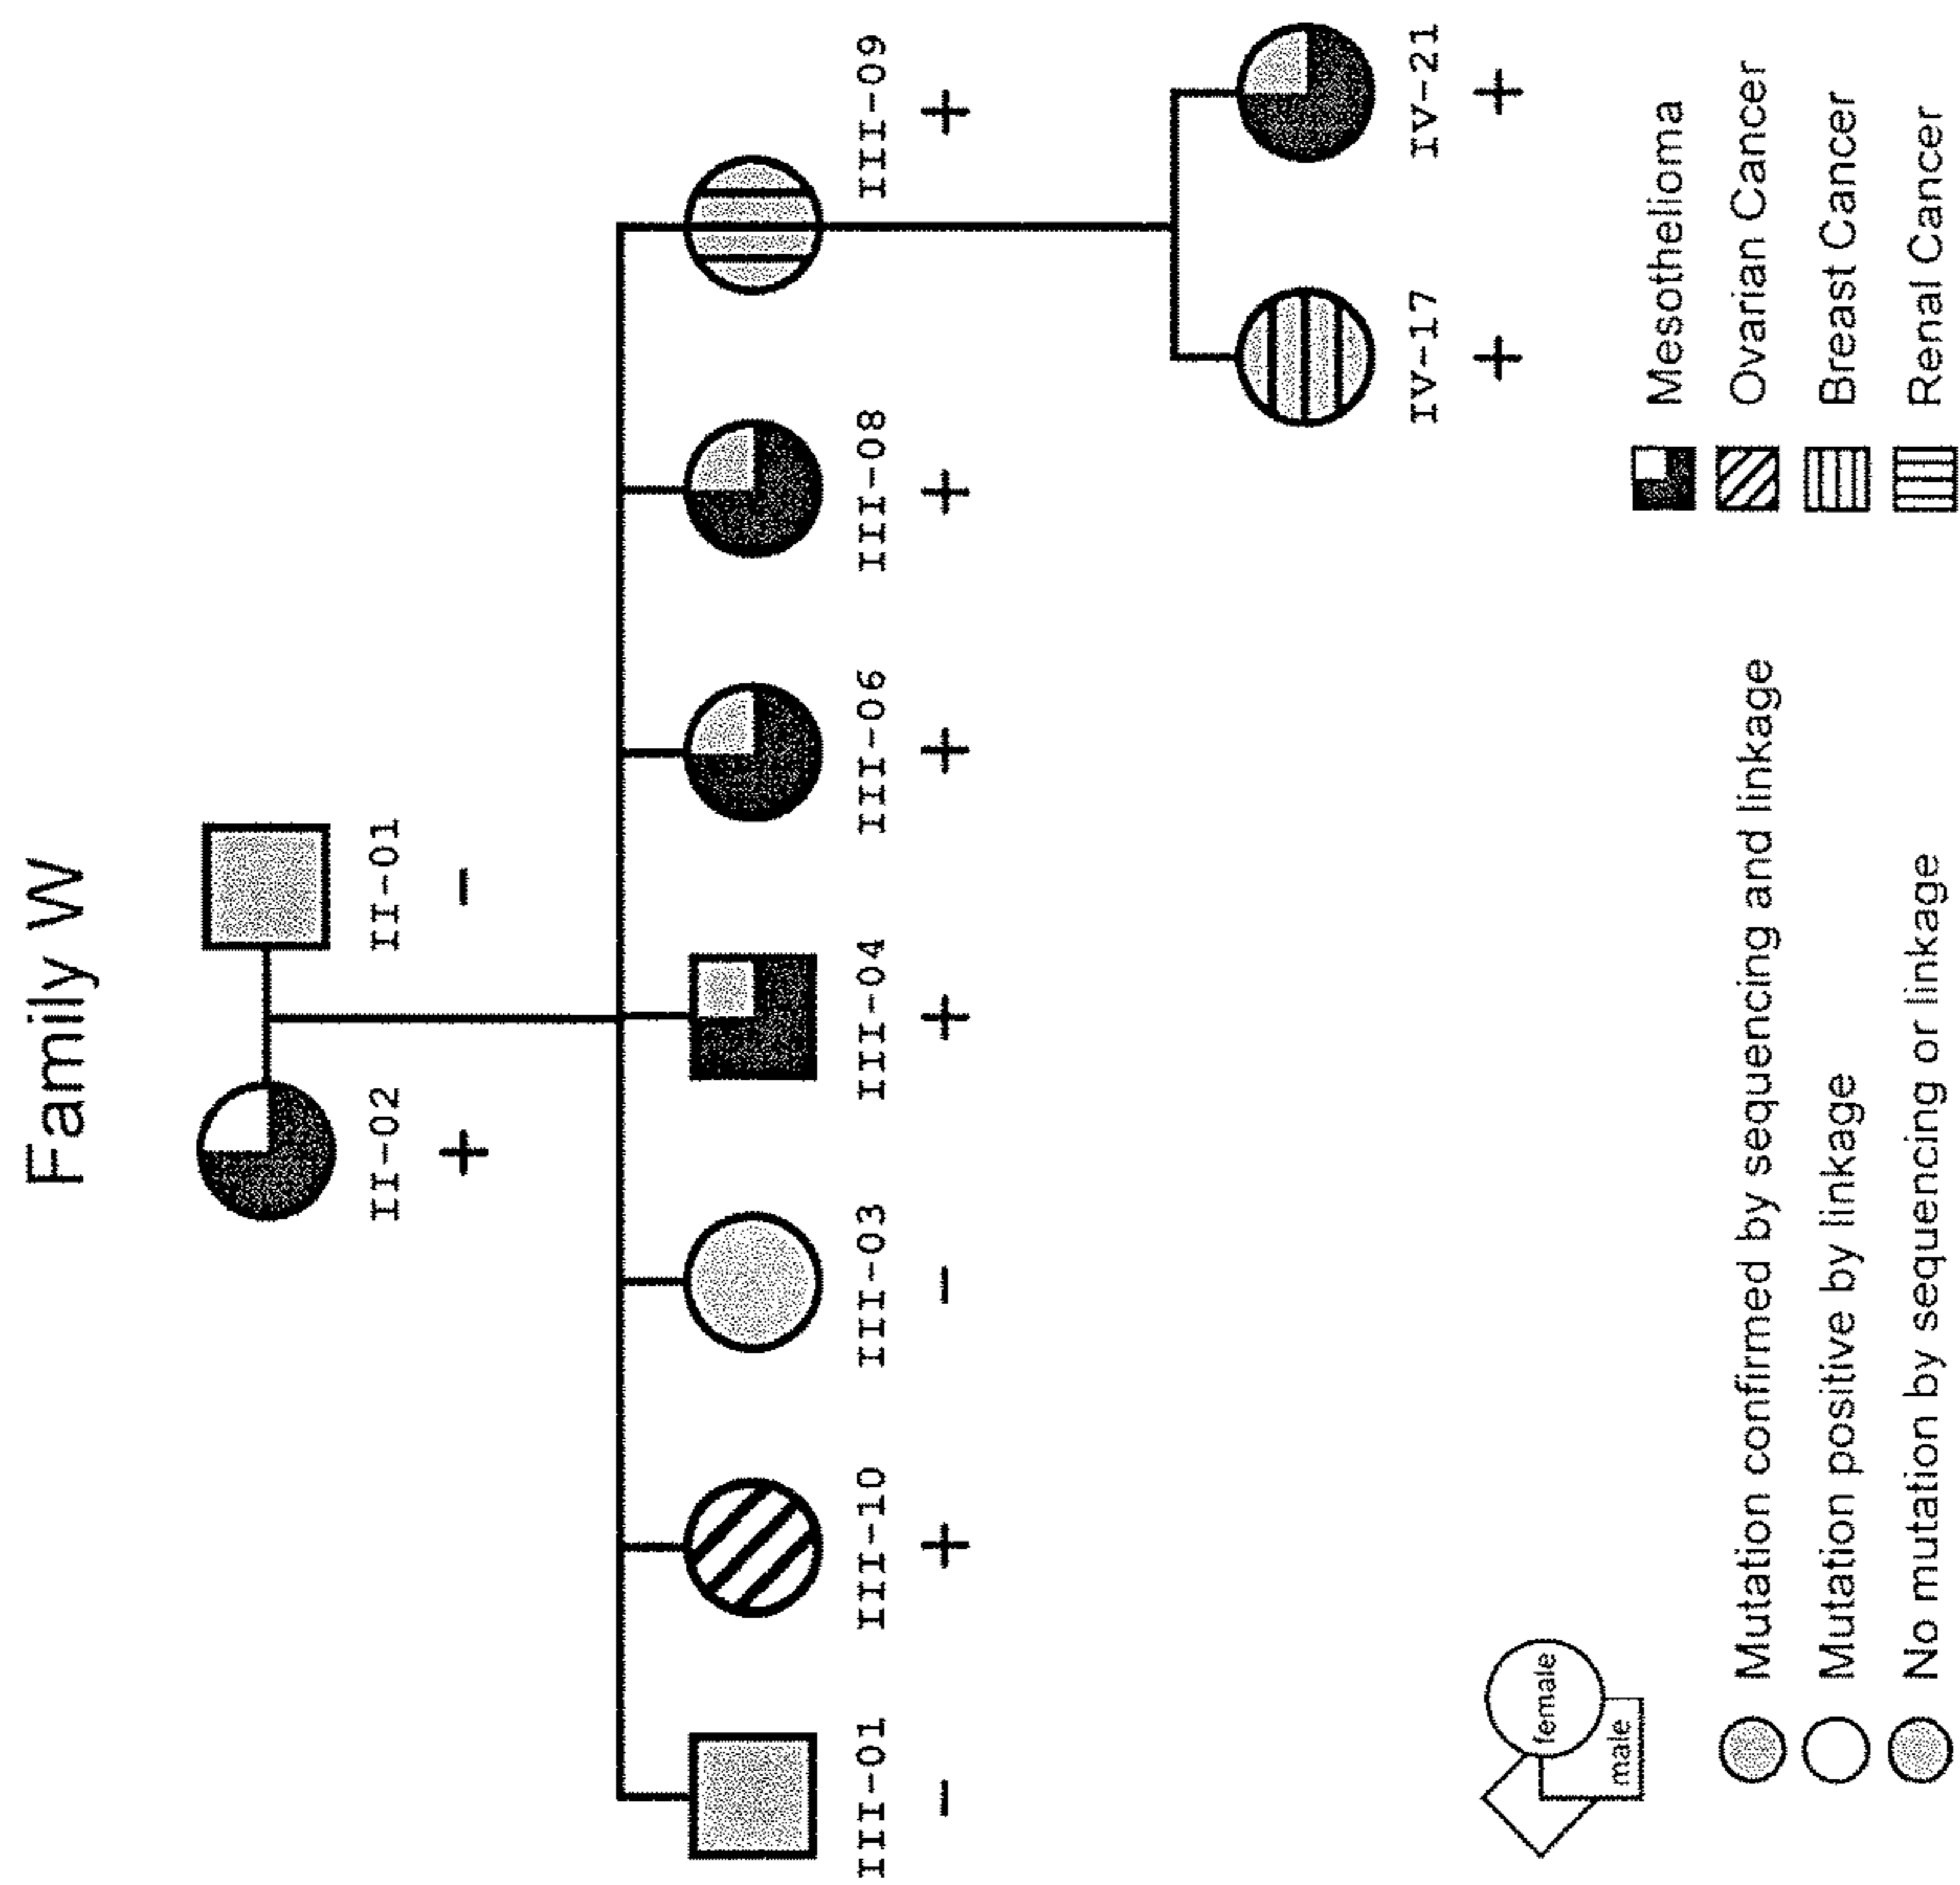 Family W
II-02
II-01
+
-
III-01
III-10
III-03
III-04
III-06
III-08
III-09
-
+
-
+
+
+
+
IV-17
IV-21
+
+
female
male
Mutation confirmed by sequencing and linkage
Mutation positive by linkage
No mutation by sequencing or linkage
Mesothelioma
Ovarian Cancer
Breast Cancer
Renal Cancer